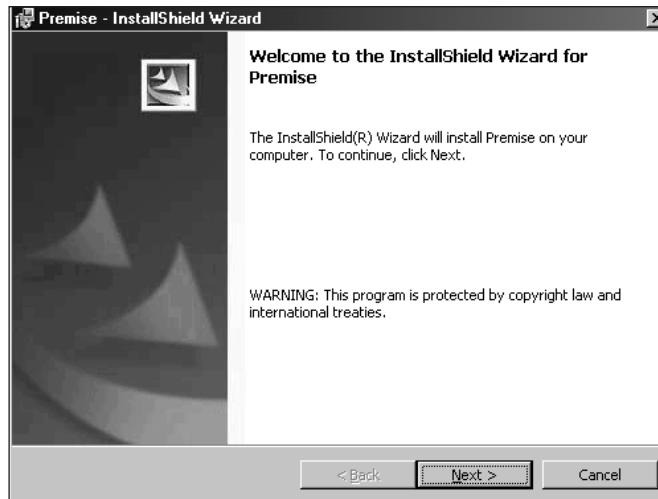 Premise - InstallShield Wizard
Welcome to the InstallShield Wizard for
Premise
The InstallShield(R) Wizard will install Premise on your
computer. To continue, click Next.
WARNING: This program is protected by copyright law and
international treaties.
< Back
Next >
Cancel